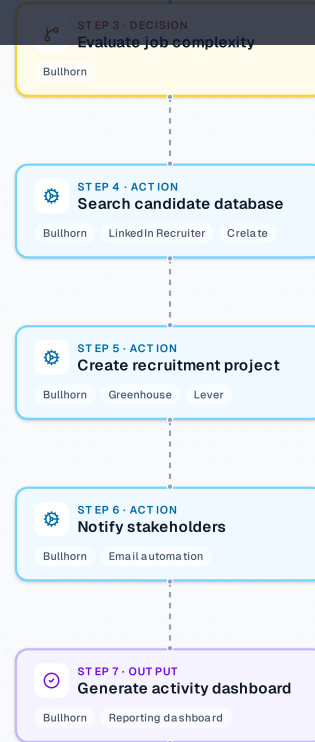 STEP 3 · DECISION
Evaluate job complexity
Bullhorn
STEP 4 · ACTION
Search candidate database
Bullhorn LinkedIn Recruiter Crelate
STEP 5 · ACTION
Create recruitment project
Bullhorn Greenhouse Lever
STEP 6 · ACTION
Notify stakeholders
Bullhorn Email automation
STEP 7 · OUTPUT
Generate activity dashboard
Bullhorn Reporting dashboard